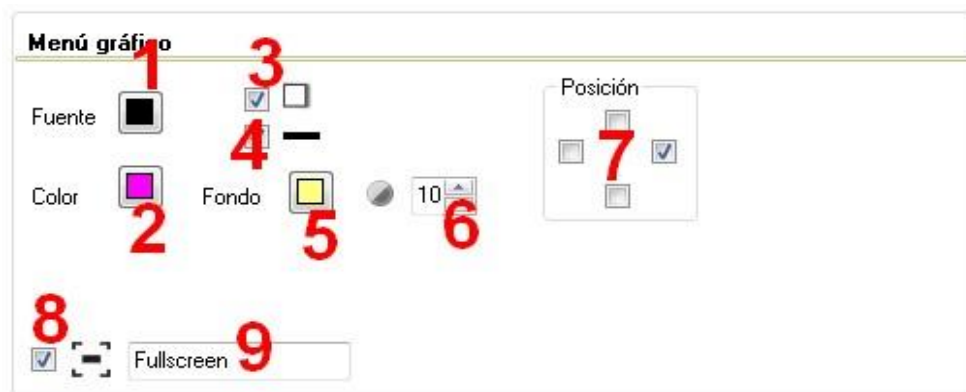 Menú gráfico
1
3
Fuente
4
Posición
7
Color
2
Fondo
5
10
6
8
Fullscreen
9